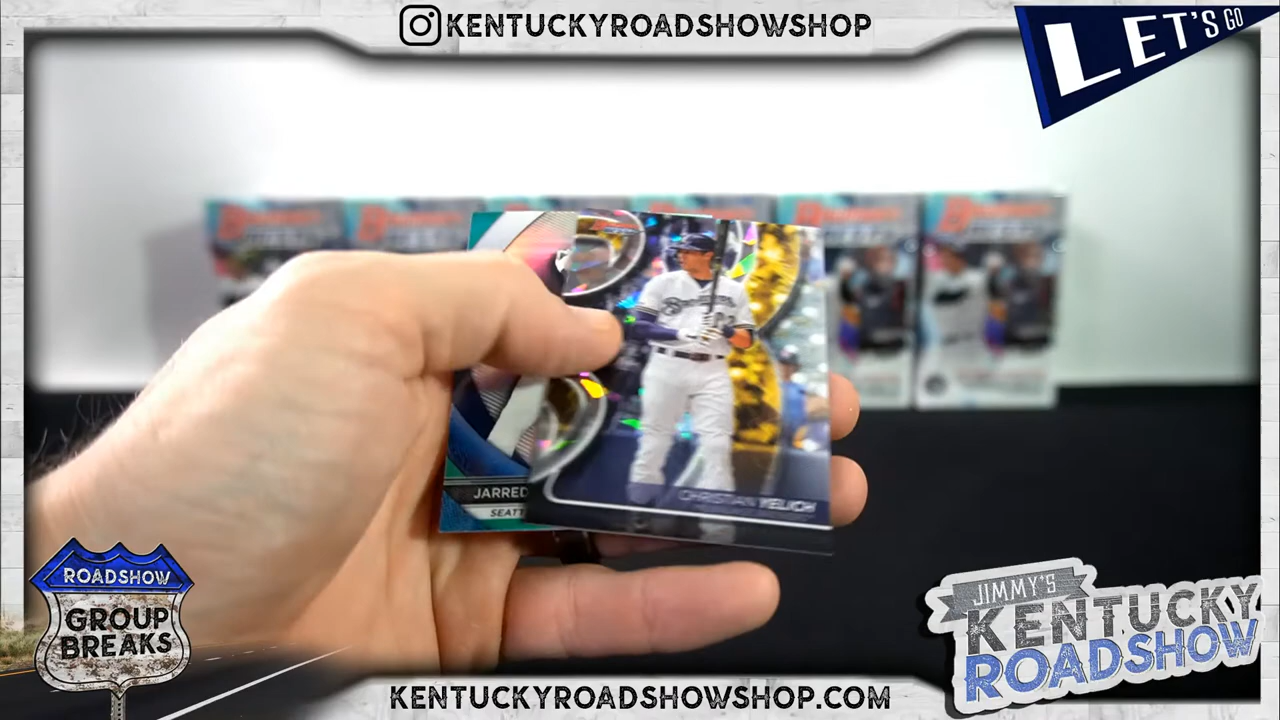 KENTUCKYROADSHOWSHOP
LET'S GO
CHRISTIAN YELICH
JARRED
SEATT
ROADSHOW
GROUP
BREAKS
JIMMY'S
KENTUCKY
ROADSHOW
KENTUCKYROADSHOWSHOP.COM